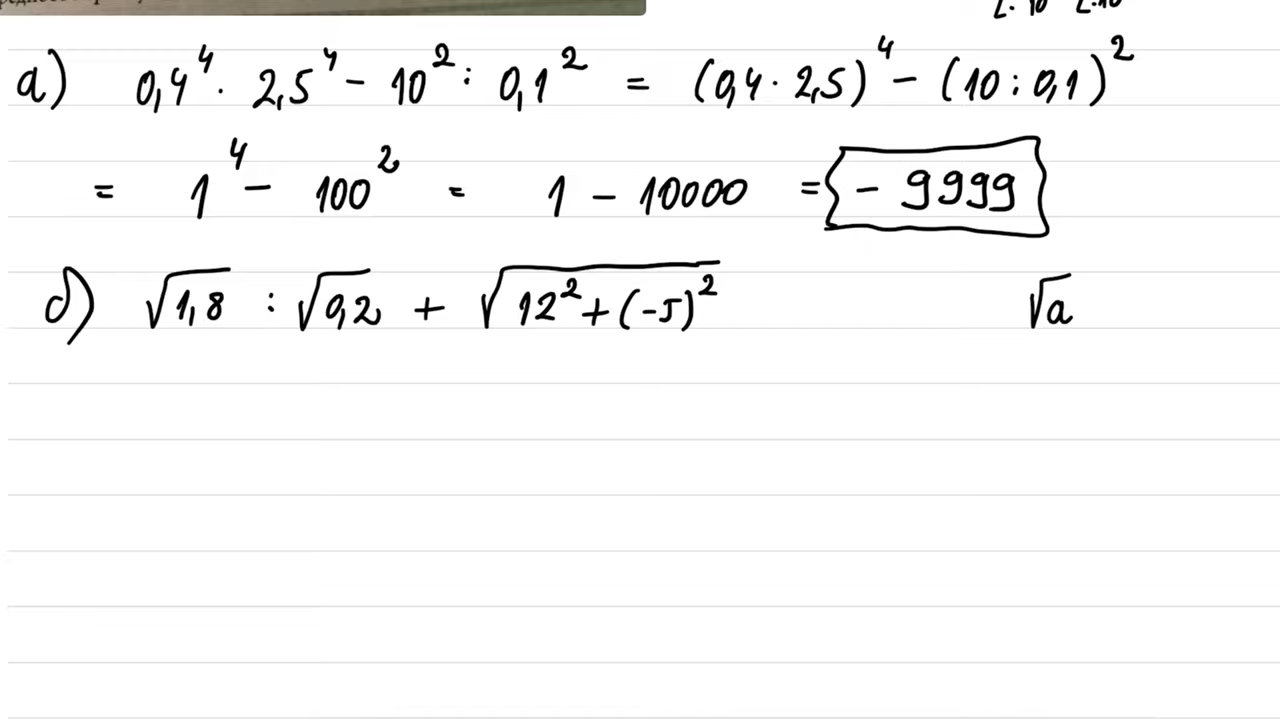 a) 0,4⁴ · 2,5⁴ - 10² : 0,1² = (0,4 · 2,5)⁴ - (10 : 0,1)²
= 1⁴ - 100² = 1 - 10000 = - 9999
б) √1,8 : √0,2 + √(12² + (-5)²) √a